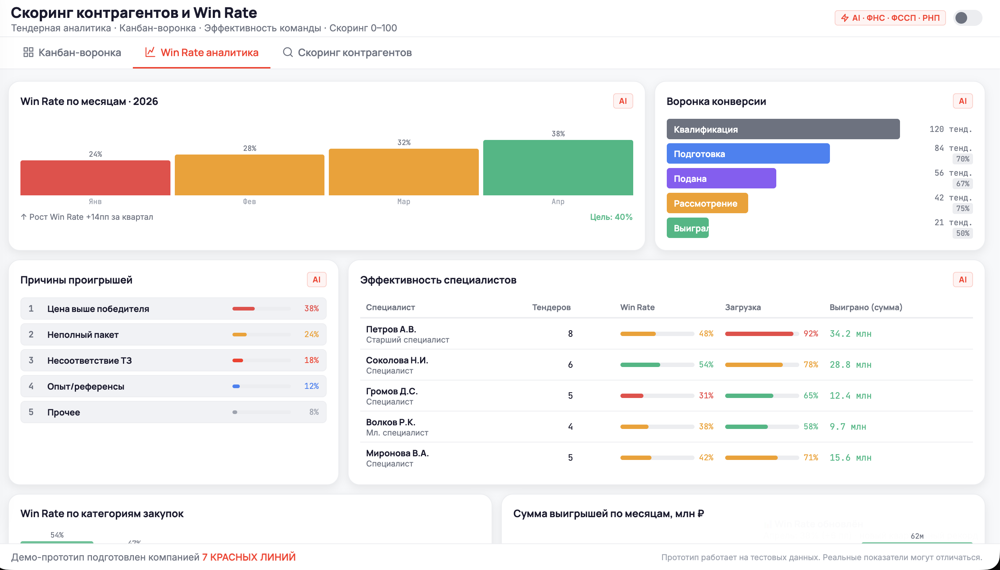 Скоринг контрагентов и Win Rate
Тендерная аналитика · Канбан-воронка · Эффективность команды · Скоринг 0–100
AI · ФНС · ФССП · РНП
Канбан-воронка
Win Rate аналитика
Скоринг контрагентов
Win Rate по месяцам · 2026
AI
24%
28%
32%
38%
Янв
Фев
Мар
Апр
↑ Рост Win Rate +14пп за квартал
Цель: 40%
Воронка конверсии
AI
Квалификация
120 тенд.
Подготовка
84 тенд.
70%
Подана
56 тенд.
67%
Рассмотрение
42 тенд.
75%
Выиграл
21 тенд.
50%
Причины проигрышей
AI
1 Цена выше победителя 38%
2 Неполный пакет 24%
3 Несоответствие ТЗ 18%
4 Опыт/референсы 12%
5 Прочее 8%
Эффективность специалистов
AI
Специалист Тендеров Win Rate Загрузка Выиграно (сумма)
Петров А.В.
Старший специалист
8 48% 92% 34.2 млн
Соколова Н.И.
Специалист
6 54% 78% 28.8 млн
Громов Д.С.
Специалист
5 31% 65% 12.4 млн
Волков Р.К.
Мл. специалист
4 38% 58% 9.7 млн
Миронова В.А.
Специалист
5 42% 71% 15.6 млн
Win Rate по категориям закупок
54%
47%
Сумма выигрышей по месяцам, млн ₽
Win Rate обновлён
62м
Демо-прототип подготовлен компанией 7 КРАСНЫХ ЛИНИЙ
Прототип работает на тестовых данных. Реальные показатели могут отличаться.